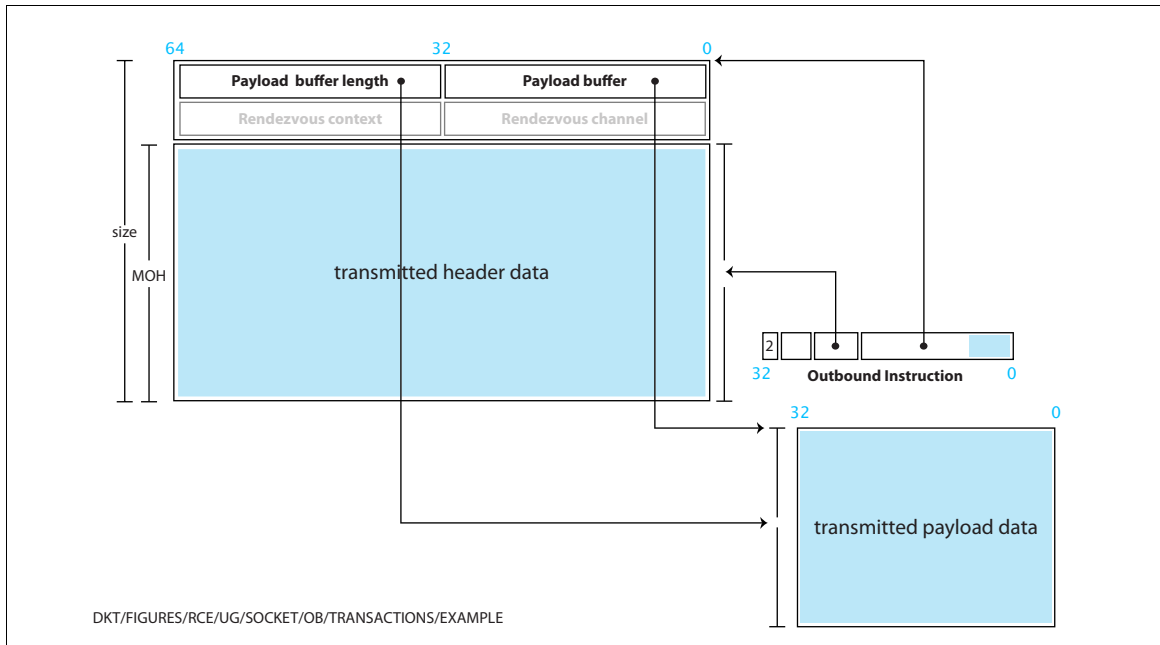 64 32 0
Payload buffer length Payload buffer
Rendezvous context Rendezvous channel
size
MOH
transmitted header data
2
32 Outbound Instruction 0
32 0
transmitted payload data
DKT/FIGURES/RCE/UG/SOCKET/OB/TRANSACTIONS/EXAMPLE